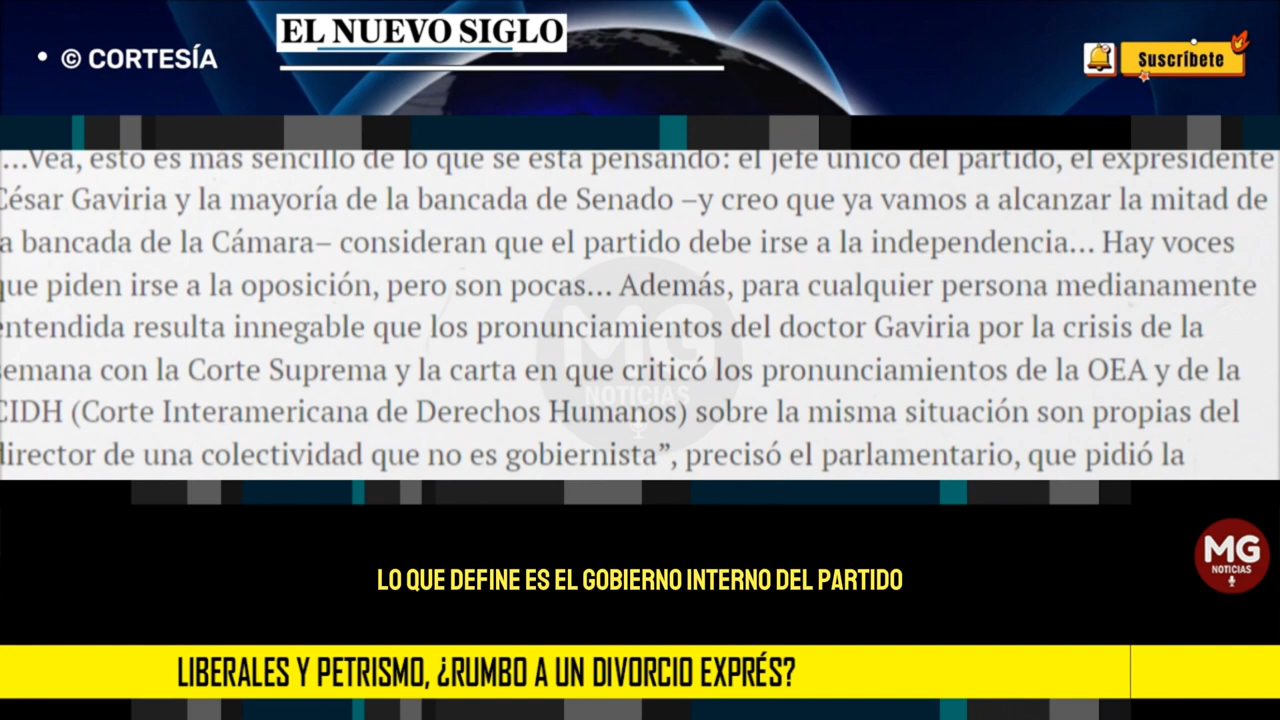 EL NUEVO SIGLO
• © CORTESÍA
Suscríbete
...Vea, esto es más sencillo de lo que se está pensando: el jefe único del partido, el expresidente
César Gaviria y la mayoría de la bancada de Senado –y creo que ya vamos a alcanzar la mitad de
a bancada de la Cámara– consideran que el partido debe irse a la independencia... Hay voces
que piden irse a la oposición, pero son pocas... Además, para cualquier persona medianamente
entendida resulta innegable que los pronunciamientos del doctor Gaviria por la crisis de la
semana con la Corte Suprema y la carta en que criticó los pronunciamientos de la OEA y de la
CIDH (Corte Interamericana de Derechos Humanos) sobre la misma situación son propias del
director de una colectividad que no es gobiernista”, precisó el parlamentario, que pidió la
MG
NOTICIAS
LO QUE DEFINE ES EL GOBIERNO INTERNO DEL PARTIDO
MG
NOTICIAS
LIBERALES Y PETRISMO, ¿RUMBO A UN DIVORCIO EXPRÉS?